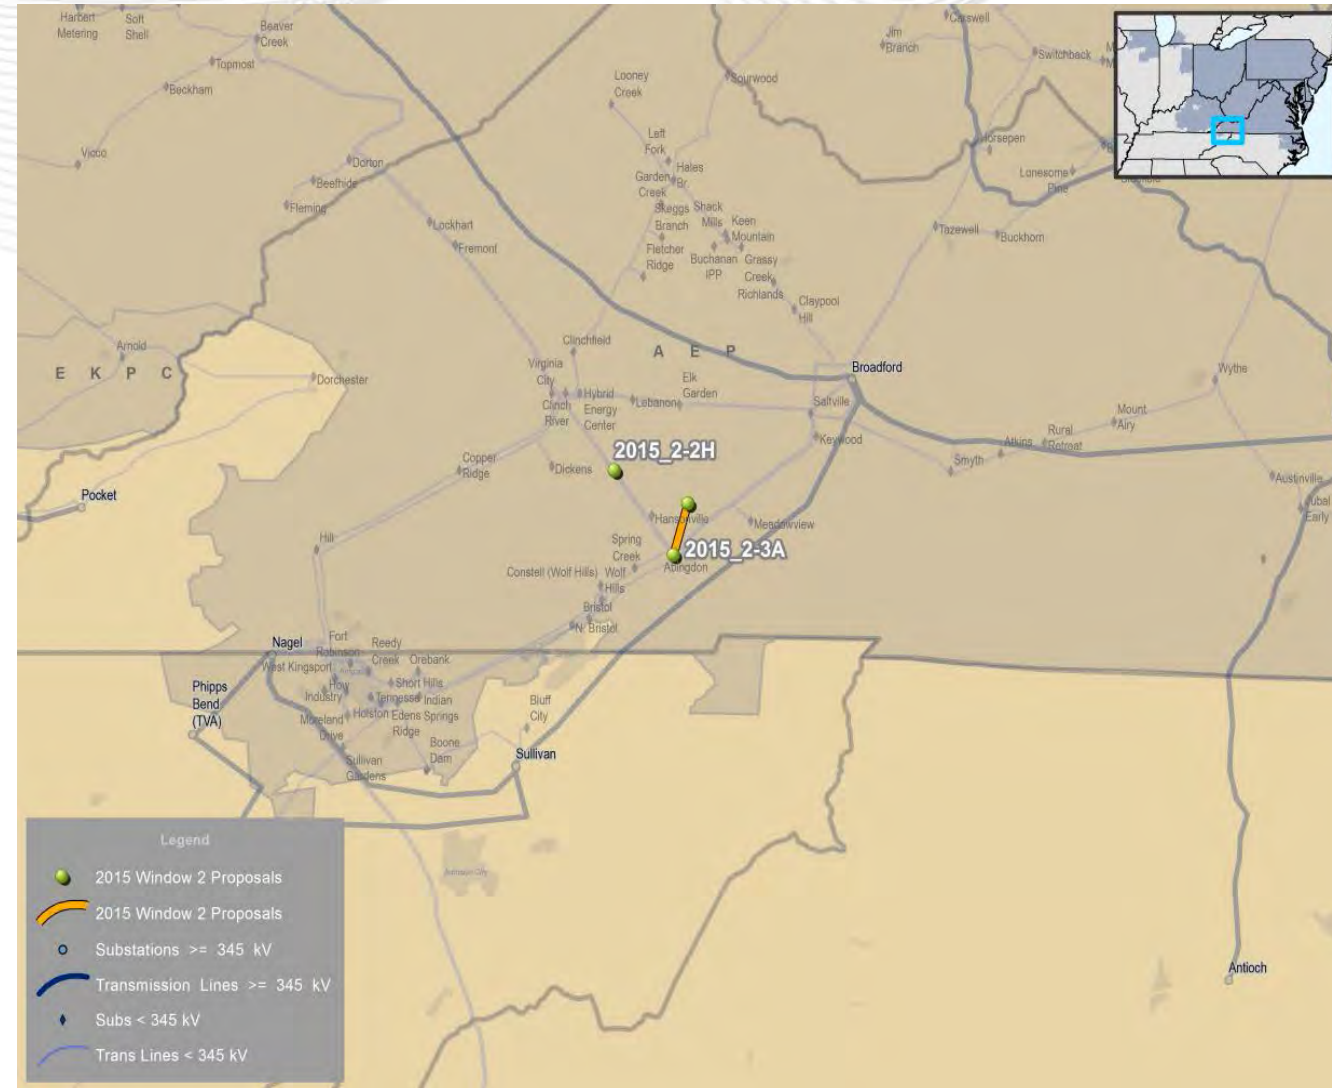 Harbert
Metering
Soft
Shell
Beaver
Creek
Topmost
Beckham
Vicco
Dorton
Beefhide
Fleming
Lockhart
Fremont
Looney
Creek
Sourwood
Left
Fork
Hales
Br
Garden
Creek
Skeggs
Branch
Shack
Mills
Keen
Mountain
Fletcher
Ridge
Buchanan
IPP
Grassy
Creek
Richlands
Claypool
Hill
Jim
Branch
Carswell
Switchback
Horsepen
Lonesome
Pine
Tazewell
Buckhorn
Arnold
E K P C
Dorchester
Clinchfield
A E P
Virginia
City
Clinch
River
Hybrid
Energy
Center
Lebanon
Elk
Garden
Broadford
Saltville
Keywood
Wythe
Mount
Airy
Rural
Retreat
Atkins
Smyth
Austinville
Jubal
Early
2015_2-2H
Copper
Ridge
Dickens
Pocket
Hansonville
Meadowview
Hill
Spring
Creek
2015_2-3A
Abingdon
Constell (Wolf Hills)
Wolf
Hills
Bristol
N. Bristol
Nagel
Fort
Robinson
Reedy
Creek
Orebank
West Kingsport
How
Industry
Short Hills
Tennessee
Indian
Springs
Holston
Edens
Ridge
Moreland
Drive
Phipps
Bend
(TVA)
Bluff
City
Boone
Dam
Sullivan
Gardens
Sullivan
Antioch
Legend
2015 Window 2 Proposals
2015 Window 2 Proposals
Substations >= 345 kV
Transmission Lines >= 345 kV
Subs < 345 kV
Trans Lines < 345 kV